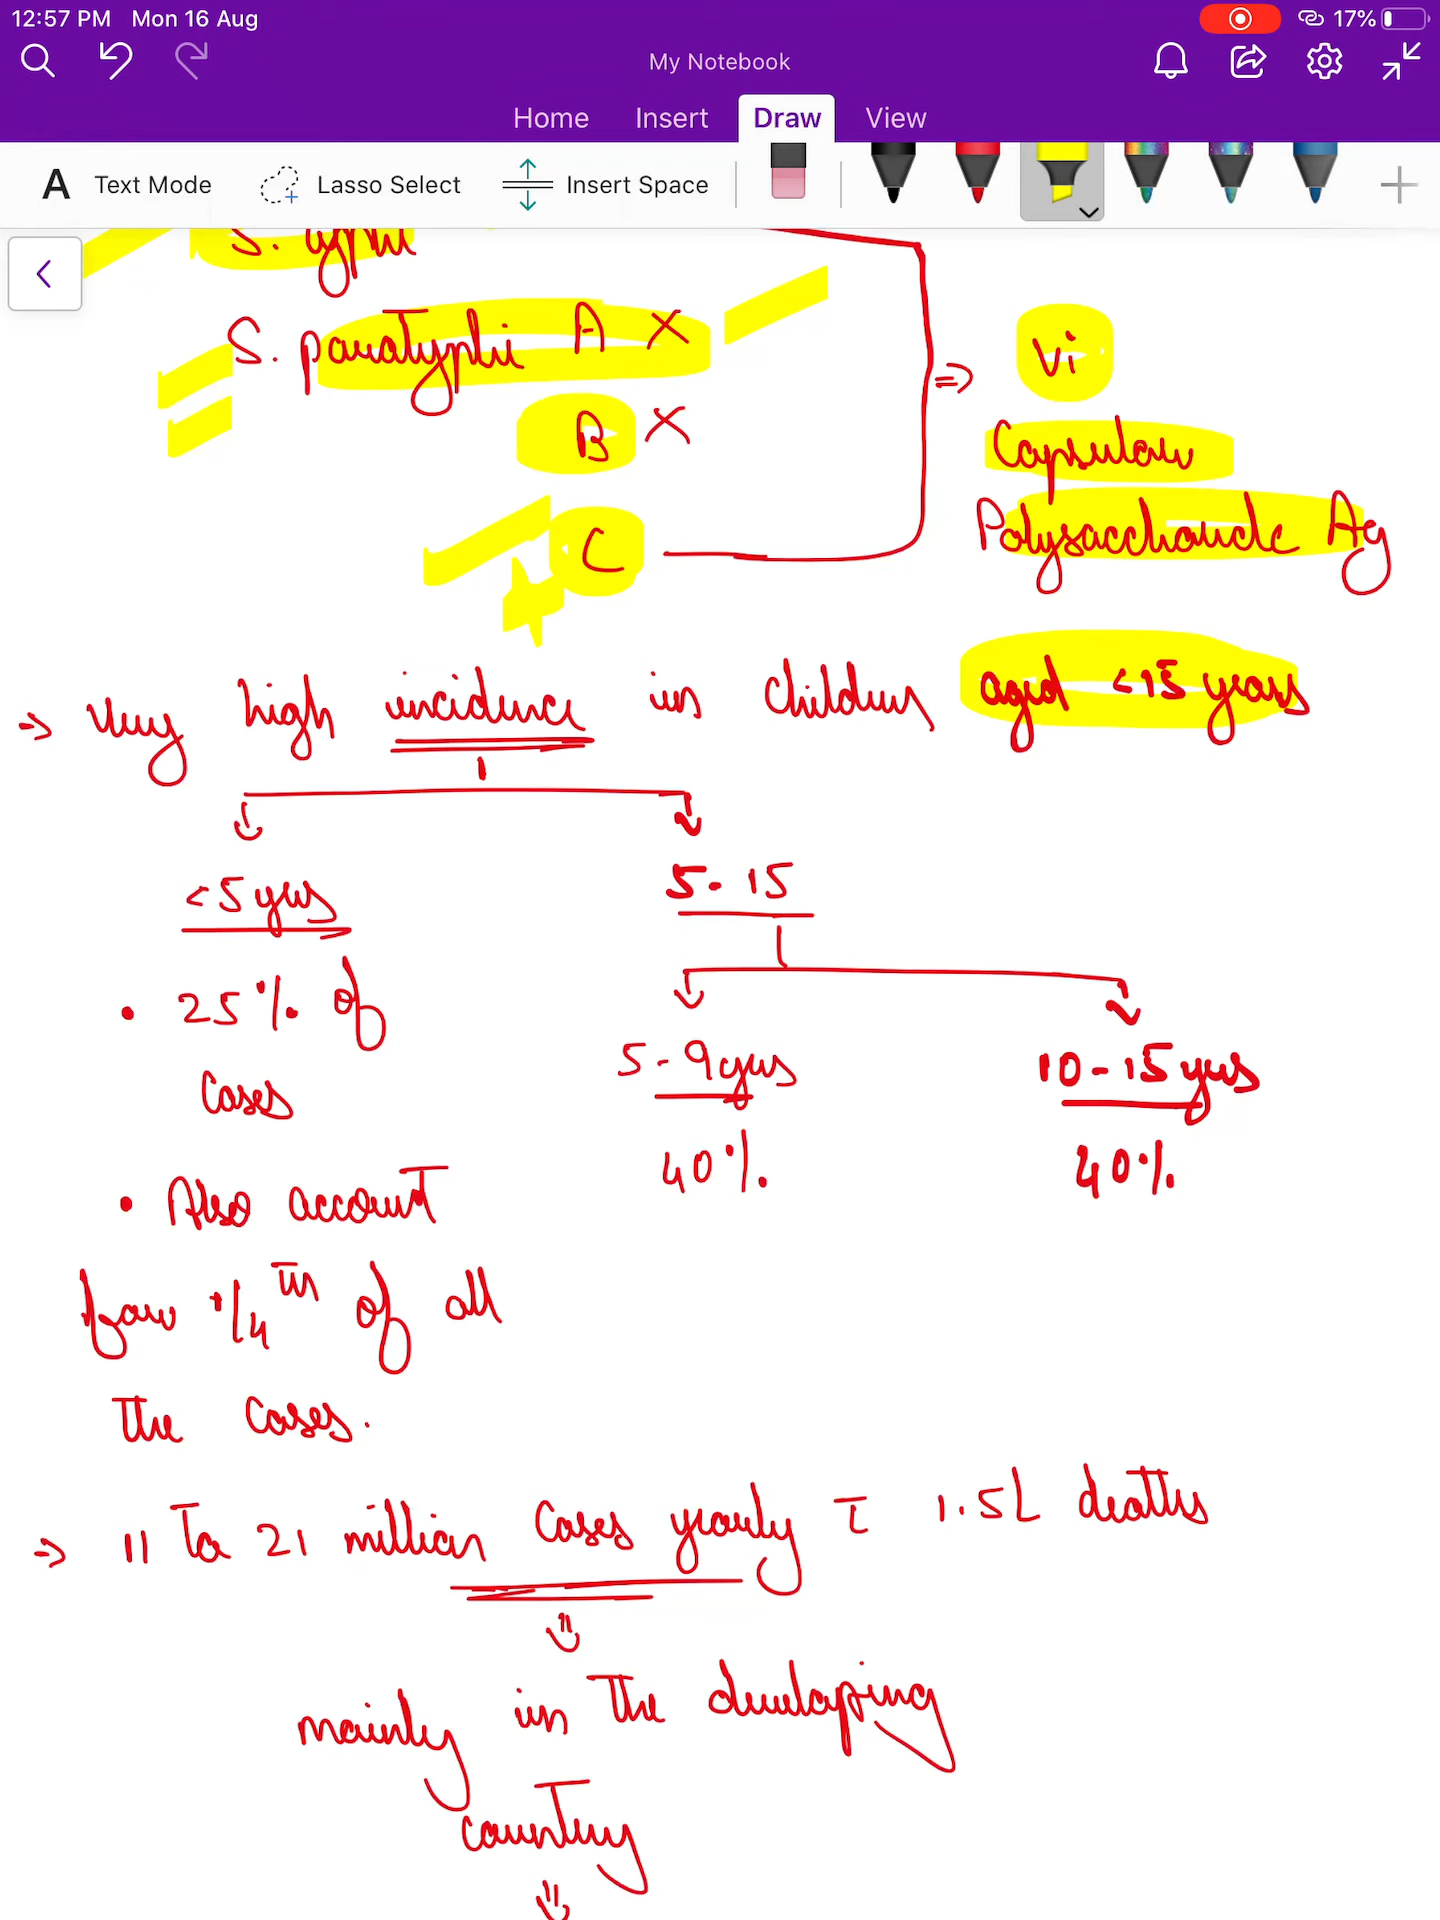 12:57 PM Mon 16 Aug 17%
My Notebook
Home Insert Draw View
A Text Mode Lasso Select Insert Space
S. typhi
S. paratyphi A X
B X
C
=> Vi
Capsular
Polysaccharide Ag
=> Very high incidence in children aged <15 years
<5 yrs 5-15
• 25% of
Cases
5-9 yrs 10-15 yrs
40% 40%
• Also account
for 1/4th of all
the cases.
=> 11 to 21 million cases yearly c 1.5L deaths
mainly in the developing
country